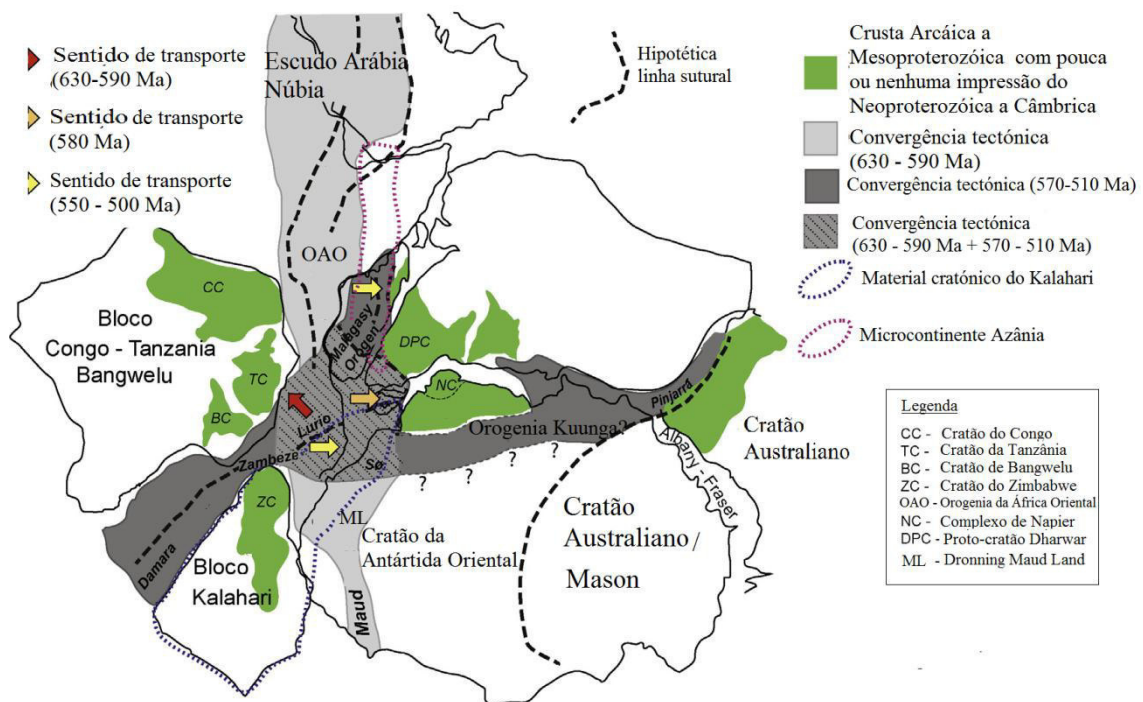 Sentido de transporte
(630-590 Ma)
Sentido de transporte
(580 Ma)
Sentido de transporte
(550 - 500 Ma)
Escudo Arábia
Núbia
Hipotética
linha sutural
Crusta Arcáica a
Mesoproterozóica com pouca
ou nenhuma impressão do
Neoproterozóica a Câmbrica
Convergência tectónica
(630 - 590 Ma)
Convergência tectónica (570-510 Ma)
Convergência tectónica
(630 - 590 Ma + 570 - 510 Ma)
Material cratónico do Kalahari
Microcontinente Azânia
OAO
CC
Bloco
Congo - Tanzania
Bangwelu
TC
BC
Malegasy
Orogen
DPC
NC
Lurio
Zambeze
Orogenia Kuunga?
Pinjarra
Cratão
Australiano
Albany - Fraser
? ? ? ?
Sø
ZC
ML
Cratão da
Antártida Oriental
Cratão
Australiano /
Mason
Damara
Bloco
Kalahari
Maud
Legenda
CC - Cratão do Congo
TC - Cratão da Tanzânia
BC - Cratão de Bangwelu
ZC - Cratão do Zimbabwe
OAO - Orogenia da África Oriental
NC - Complexo de Napier
DPC - Proto-cratão Dharwar
ML - Dronning Maud Land